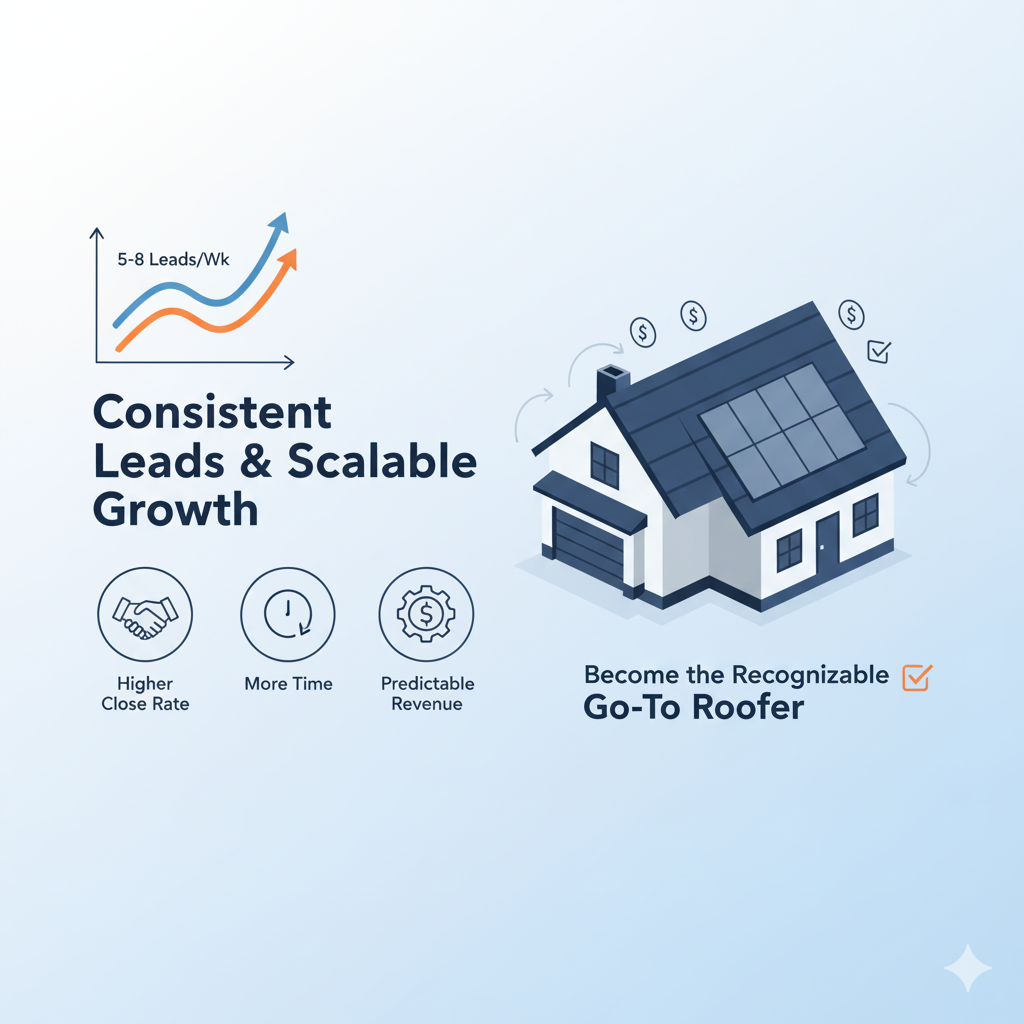 5-8 Leads/Wk
Consistent
Leads & Scalable
Growth
Higher
Close Rate
More Time
Predictable
Revenue
$
$
$
$
Become the Recognizable
Go-To Roofer